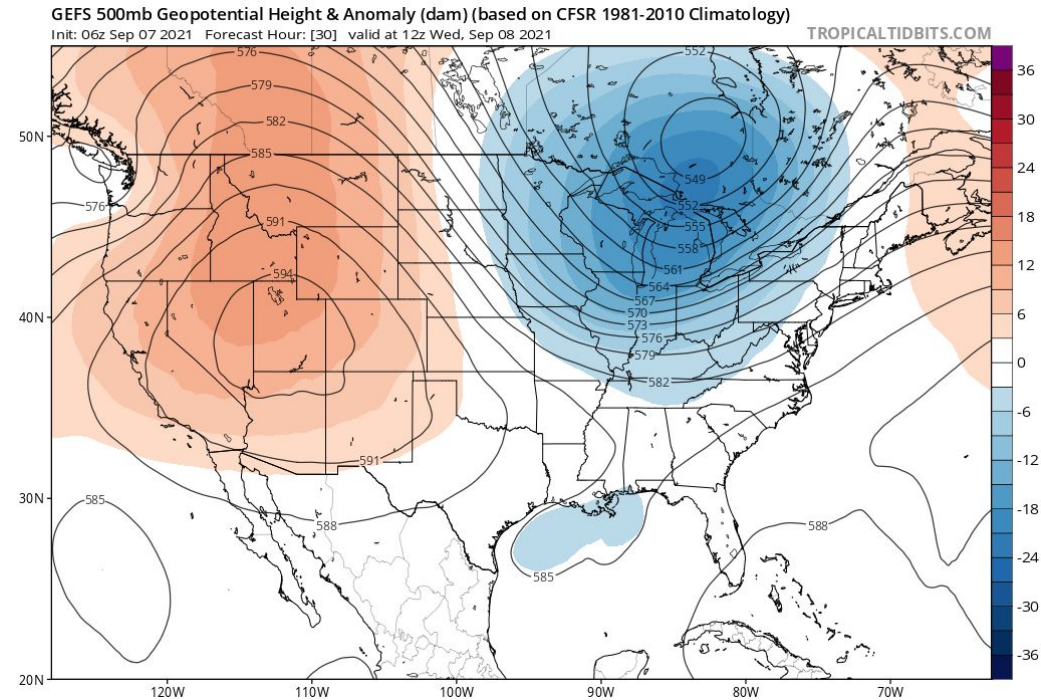 GEFS 500mb Geopotential Height & Anomaly (dam) (based on CFSR 1981-2010 Climatology)
Init: 06z Sep 07 2021   Forecast Hour: [30]   valid at 12z Wed, Sep 08 2021
TROPICALTIDBITS.COM
576
552
36
579
30
582
50N
585
24
549
18
576
552
591
555
12
558
594
561
6
564
567
40N
570
0
573
576
579
-6
582
-12
591
30N
585
588
588
-18
585
-24
-30
-36
20N
120W
110W
100W
90W
80W
70W